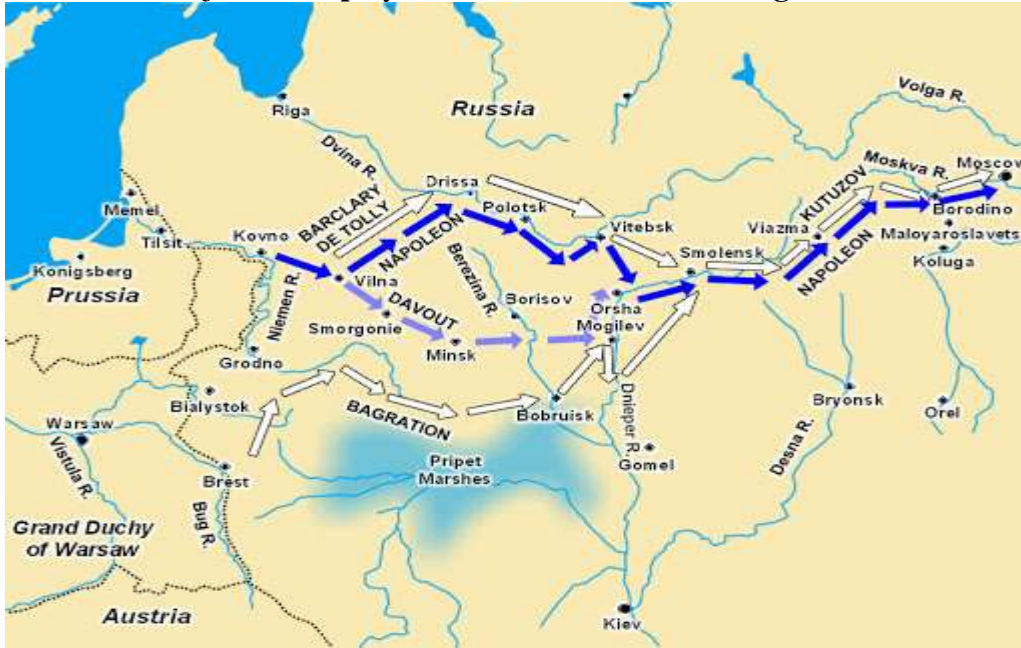 Volga R.
Russia
Riga
Moskva R.
Moscow
Dvina R.
Drissa
BARCLARY
DE TOLLY
KUTUZOV
Memel
Polotsk
Borodino
Tilsit
Kovno
NAPOLEON
Vitebsk
Viazma
Maloyaroslavets
Konigsberg
Vilna
Berezina R.
Smolensk
NAPOLEON
Koluga
Prussia
Niemen R.
DAVOUT
Borisov
Orsha
Smorgonie
Mogilev
Minsk
Grodno
Dnieper R.
Bialystok
BAGRATION
Bobruisk
Bryonsk
Orel
Warsaw
Vistula R.
Brest
Pripet
Marshes
Gomel
Desna R.
Bug R.
Grand Duchy
of Warsaw
Austria
Kiev